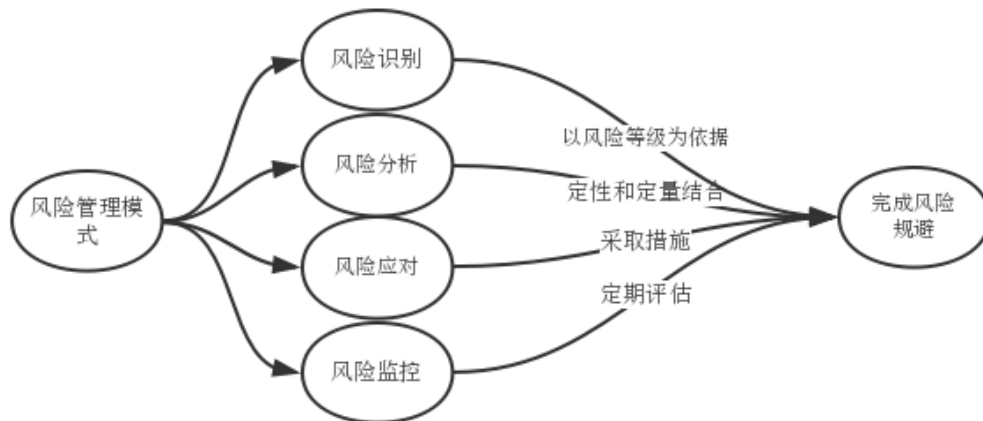 风险识别
以风险等级为依据
风险分析
定性和定量结合
风险管理模
式
完成风险
规避
采取措施
风险应对
定期评估
风险监控